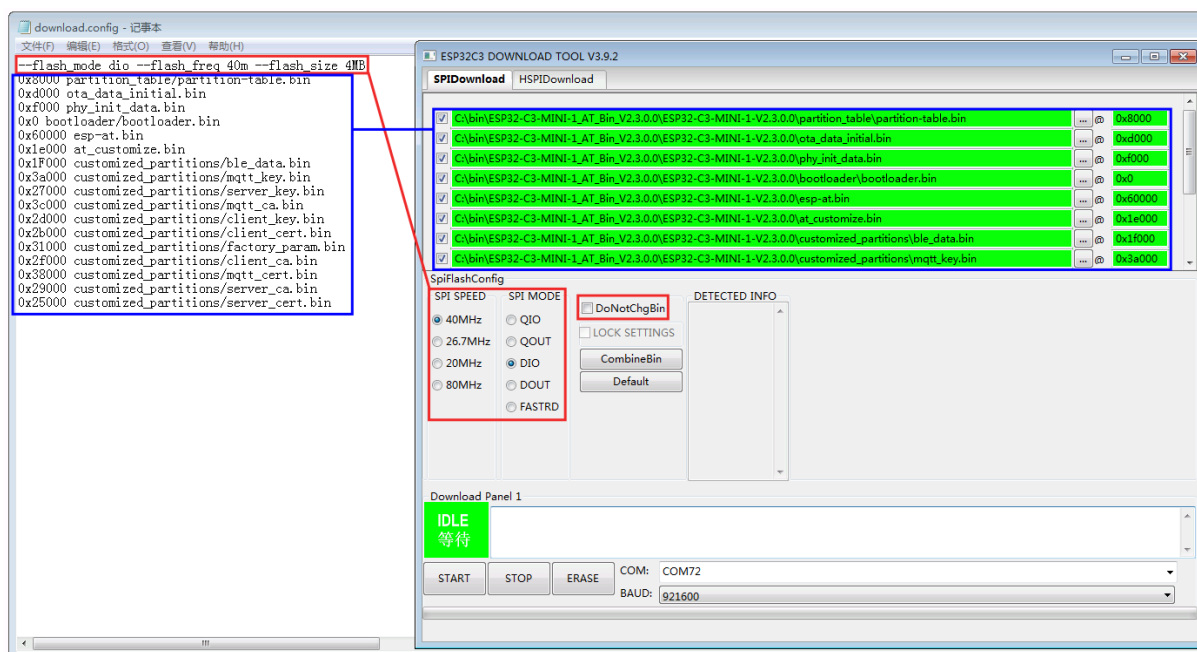 download.config - 记事本
文件(F) 编辑(E) 格式(O) 查看(V) 帮助(H)
--flash_mode dio --flash_freq 40m --flash_size 4MB
0x8000 partition_table/partition-table.bin
0xd000 ota_data_initial.bin
0xf000 phy_init_data.bin
0x0 bootloader/bootloader.bin
0x60000 esp-at.bin
0x1e000 at_customize.bin
0x1F000 customized_partitions/ble_data.bin
0x3a000 customized_partitions/mqtt_key.bin
0x27000 customized_partitions/server_key.bin
0x3c000 customized_partitions/mqtt_ca.bin
0x2d000 customized_partitions/client_key.bin
0x2b000 customized_partitions/client_cert.bin
0x31000 customized_partitions/factory_param.bin
0x2f000 customized_partitions/client_ca.bin
0x38000 customized_partitions/mqtt_cert.bin
0x29000 customized_partitions/server_ca.bin
0x25000 customized_partitions/server_cert.bin
ESP32C3 DOWNLOAD TOOL V3.9.2
SPIDownload HSPIDownload
C:\bin\ESP32-C3-MINI-1_AT_Bin_V2.3.0.0\ESP32-C3-MINI-1-V2.3.0.0\partition_table\partition-table.bin ... @ 0x8000
C:\bin\ESP32-C3-MINI-1_AT_Bin_V2.3.0.0\ESP32-C3-MINI-1-V2.3.0.0\ota_data_initial.bin ... @ 0xd000
C:\bin\ESP32-C3-MINI-1_AT_Bin_V2.3.0.0\ESP32-C3-MINI-1-V2.3.0.0\phy_init_data.bin ... @ 0xf000
C:\bin\ESP32-C3-MINI-1_AT_Bin_V2.3.0.0\ESP32-C3-MINI-1-V2.3.0.0\bootloader\bootloader.bin ... @ 0x0
C:\bin\ESP32-C3-MINI-1_AT_Bin_V2.3.0.0\ESP32-C3-MINI-1-V2.3.0.0\esp-at.bin ... @ 0x60000
C:\bin\ESP32-C3-MINI-1_AT_Bin_V2.3.0.0\ESP32-C3-MINI-1-V2.3.0.0\at_customize.bin ... @ 0x1e000
C:\bin\ESP32-C3-MINI-1_AT_Bin_V2.3.0.0\ESP32-C3-MINI-1-V2.3.0.0\customized_partitions\ble_data.bin ... @ 0x1f000
C:\bin\ESP32-C3-MINI-1_AT_Bin_V2.3.0.0\ESP32-C3-MINI-1-V2.3.0.0\customized_partitions\mqtt_key.bin ... @ 0x3a000
SpiFlashConfig
SPI SPEED SPI MODE DETECTED INFO
DoNotChgBin
40MHz QIO
LOCK SETTINGS
26.7MHz QOUT
20MHz DIO CombineBin
80MHz DOUT Default
FASTRD
Download Panel 1
IDLE
等待
START STOP ERASE
COM: COM72
BAUD: 921600